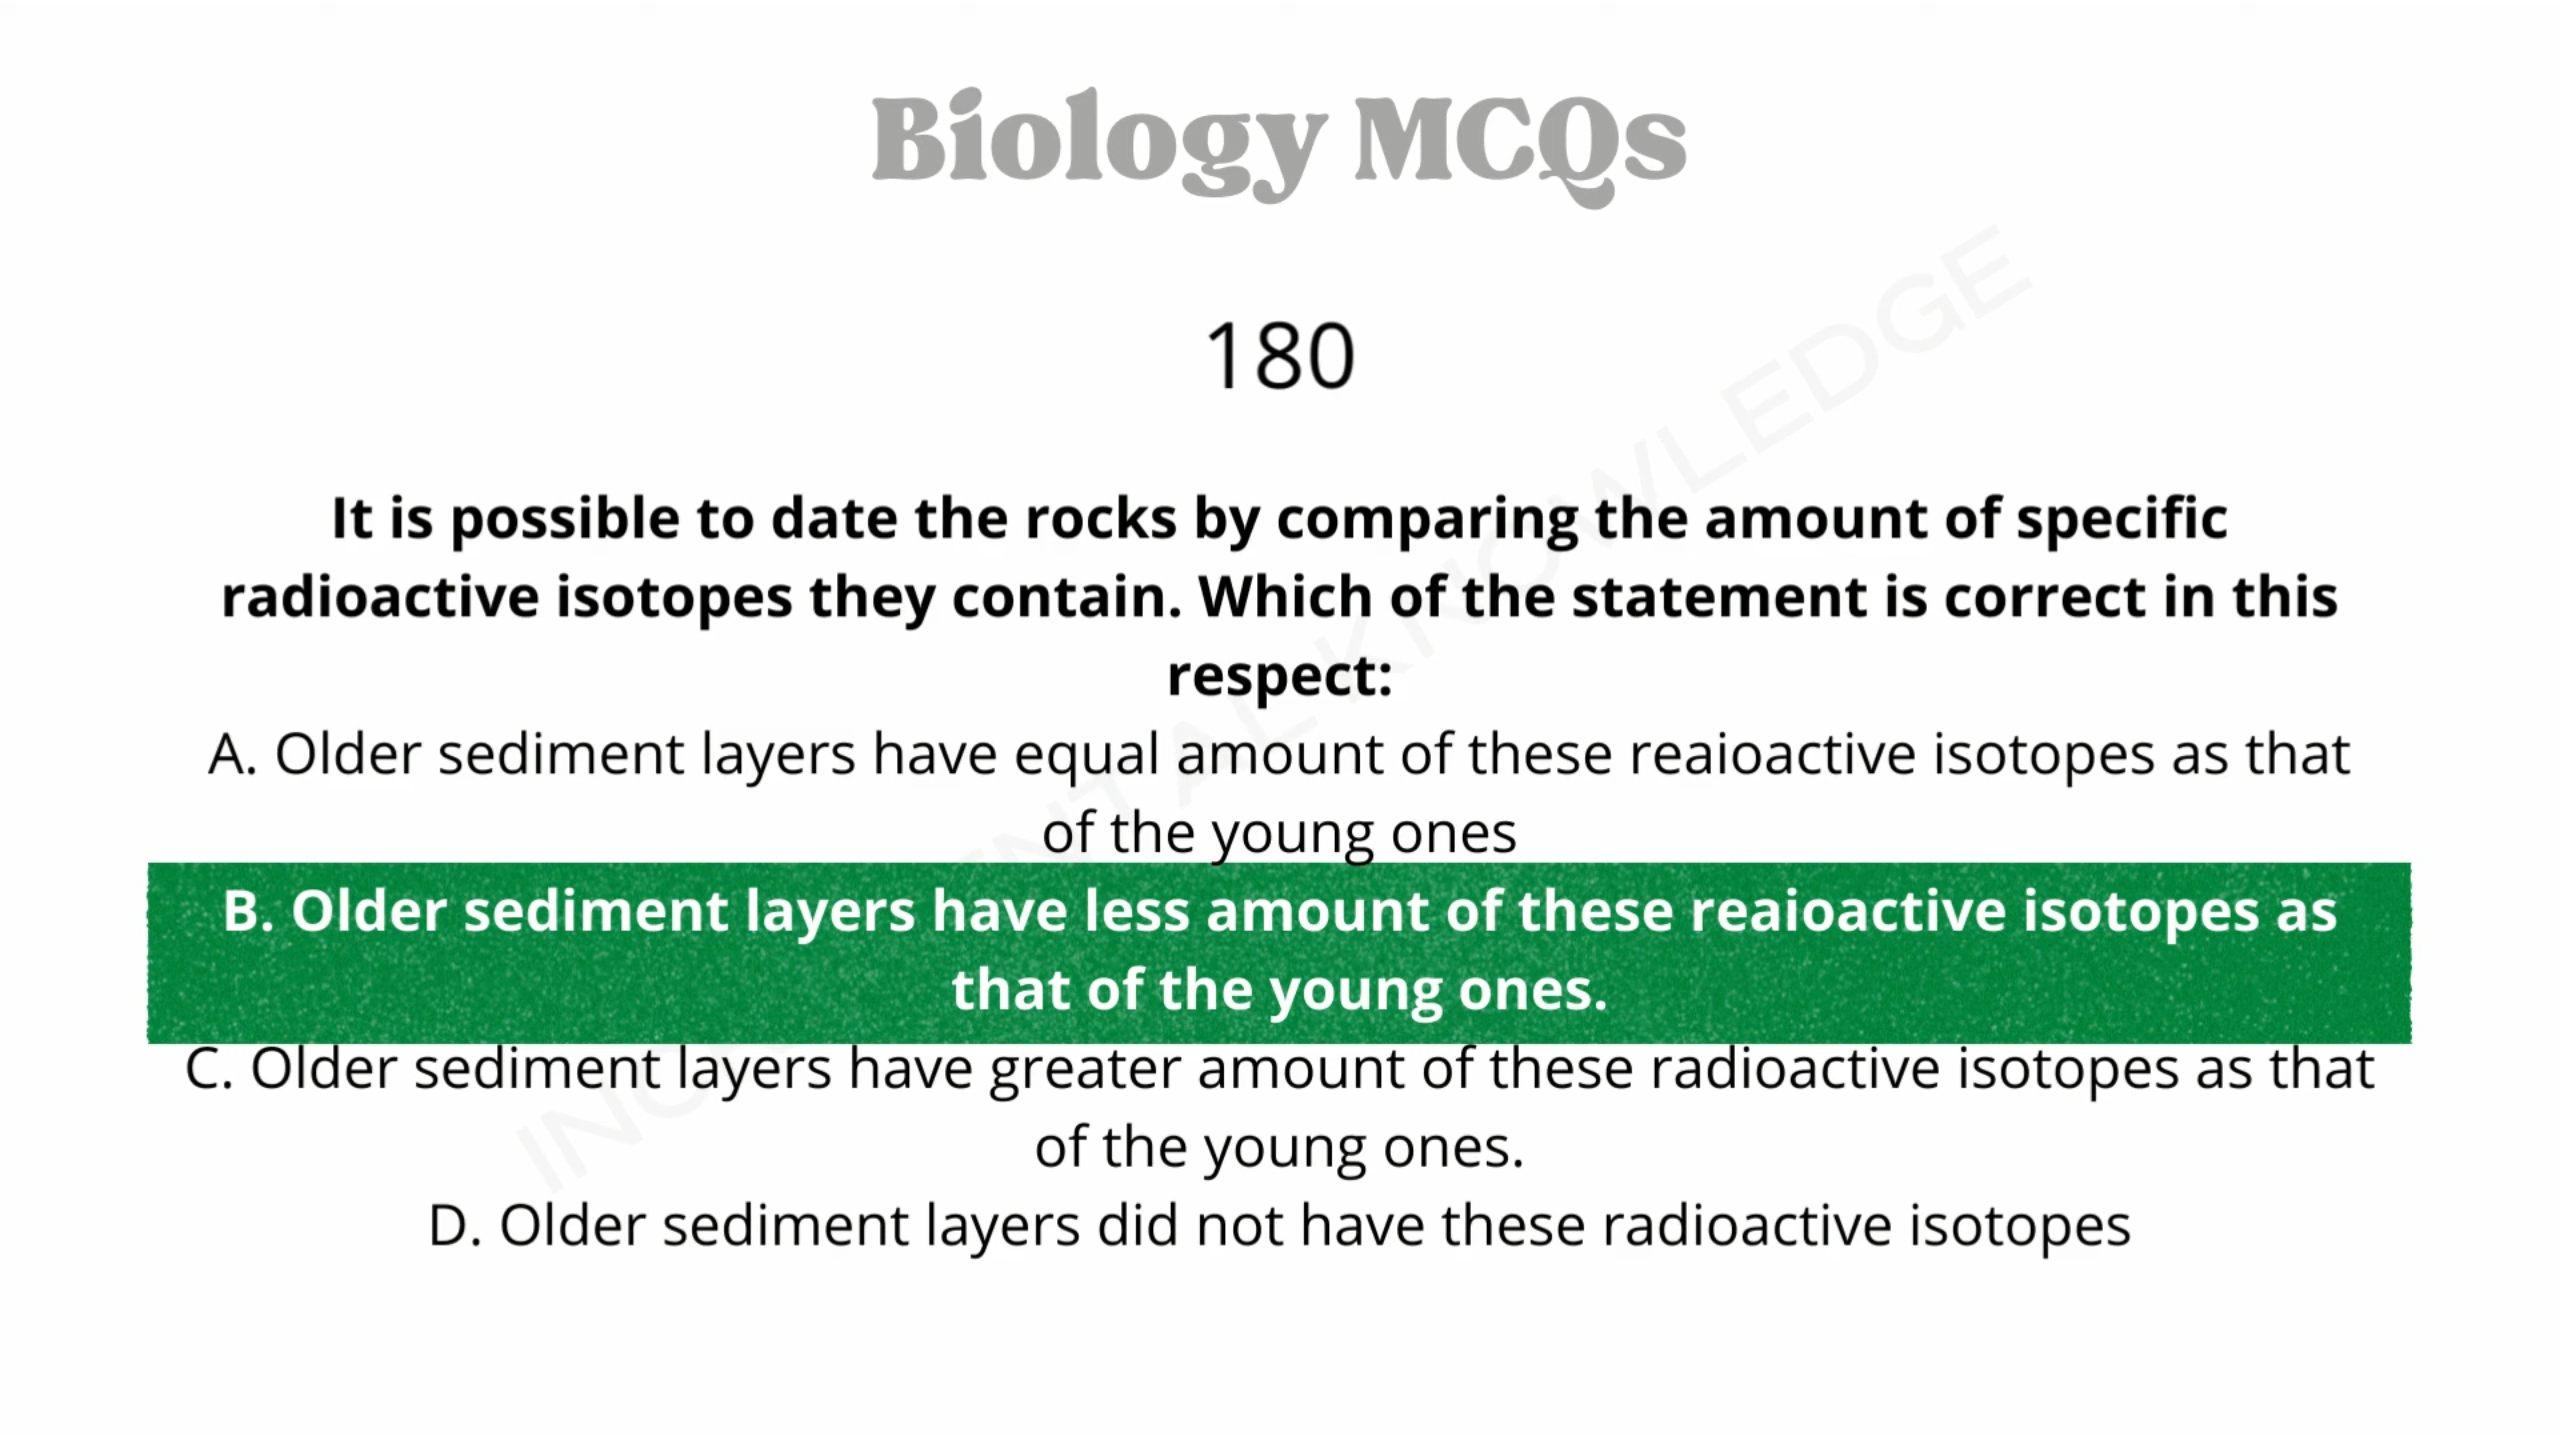 Biology MCQs
180
It is possible to date the rocks by comparing the amount of specific
radioactive isotopes they contain. Which of the statement is correct in this
respect:
A. Older sediment layers have equal amount of these reaioactive isotopes as that
of the young ones
B. Older sediment layers have less amount of these reaioactive isotopes as
that of the young ones.
C. Older sediment layers have greater amount of these radioactive isotopes as that
of the young ones.
D. Older sediment layers did not have these radioactive isotopes
KNOWLEDGE